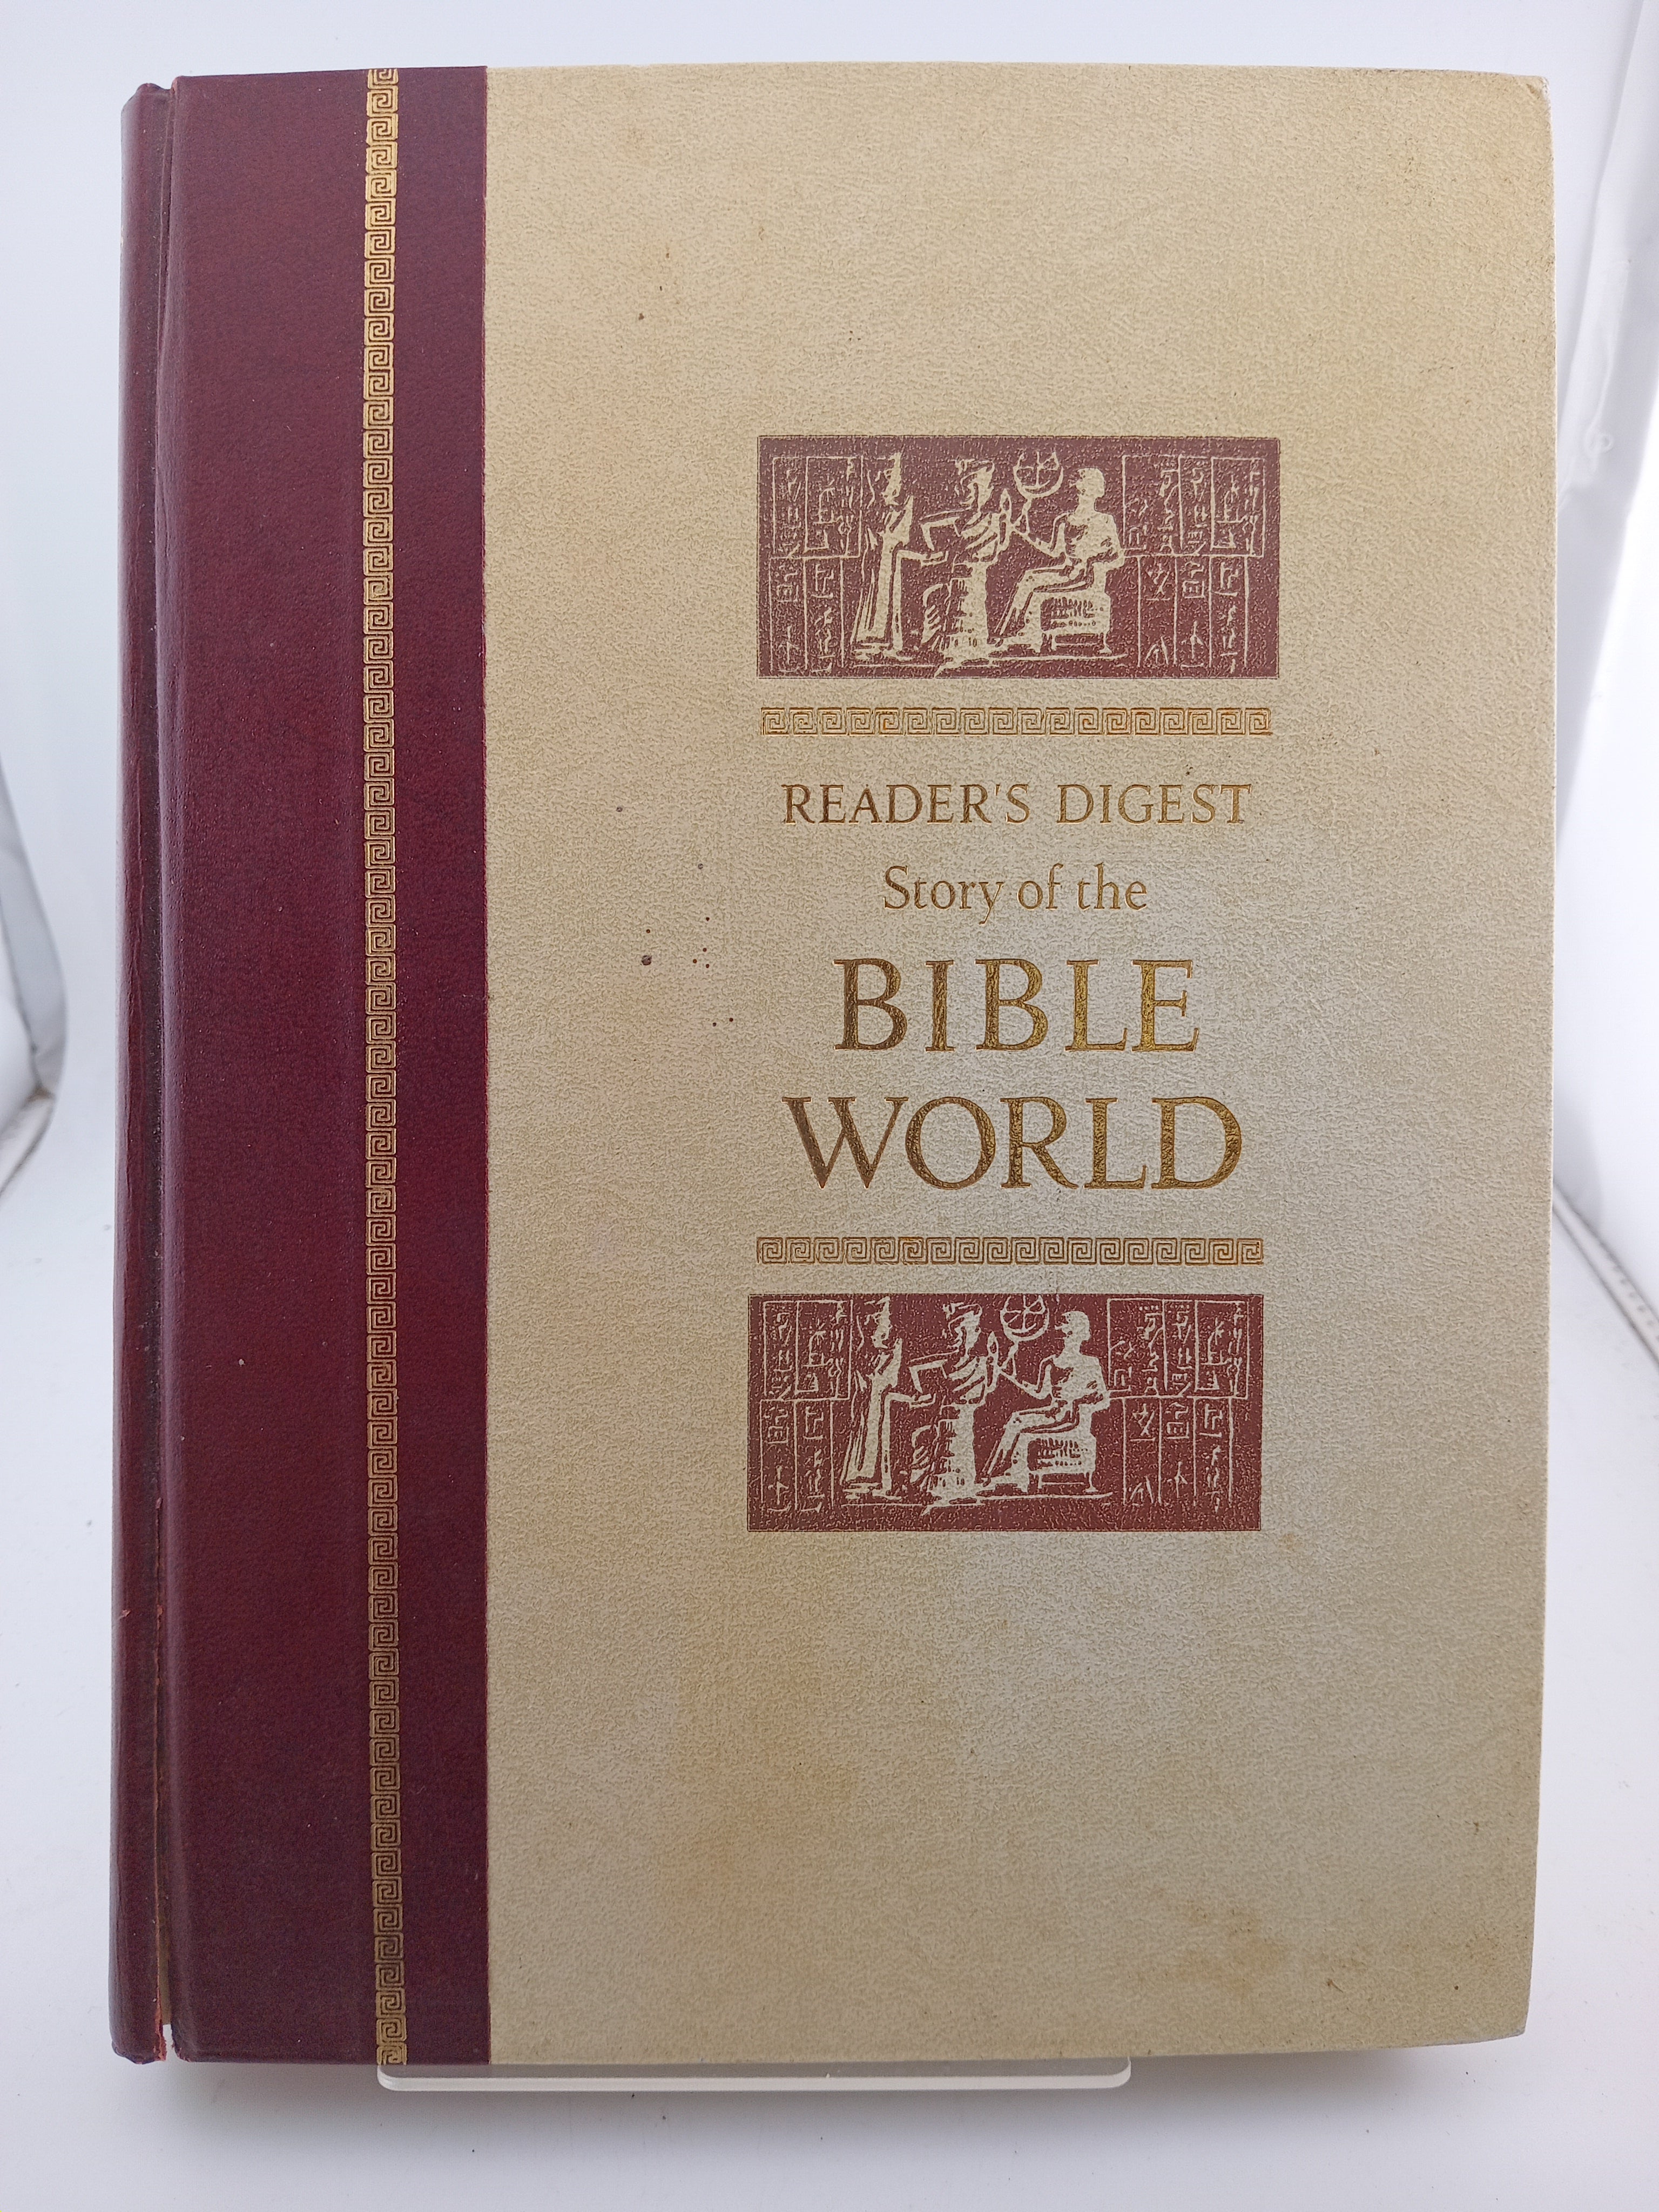 READER'S DIGEST
Story of the
BIBLE
WORLD